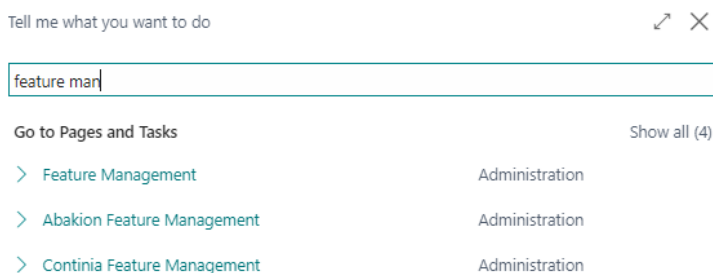 Tell me what you want to do
feature man
Go to Pages and Tasks Show all (4)
Feature Management Administration
Abakion Feature Management Administration
Continia Feature Management Administration